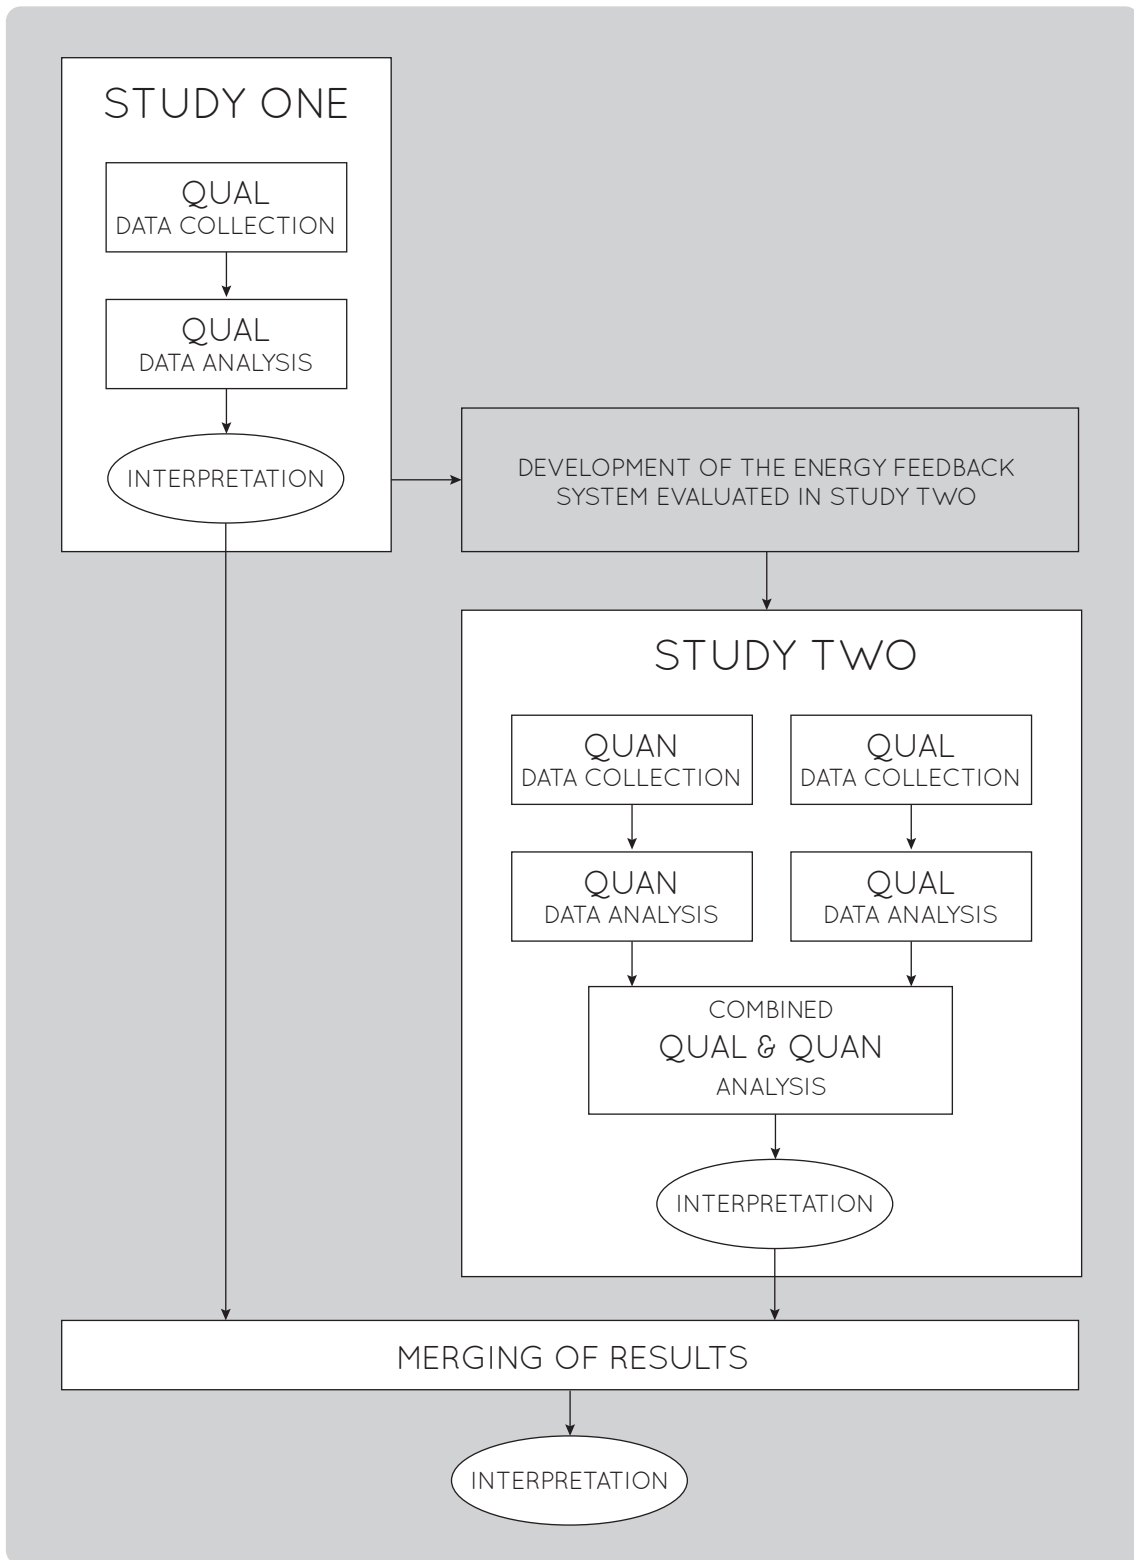 STUDY ONE
QUAL
DATA COLLECTION
QUAL
DATA ANALYSIS
INTERPRETATION
DEVELOPMENT OF THE ENERGY FEEDBACK
SYSTEM EVALUATED IN STUDY TWO
STUDY TWO
QUAN
DATA COLLECTION
QUAL
DATA COLLECTION
QUAN
DATA ANALYSIS
QUAL
DATA ANALYSIS
COMBINED
QUAL & QUAN
ANALYSIS
INTERPRETATION
MERGING OF RESULTS
INTERPRETATION